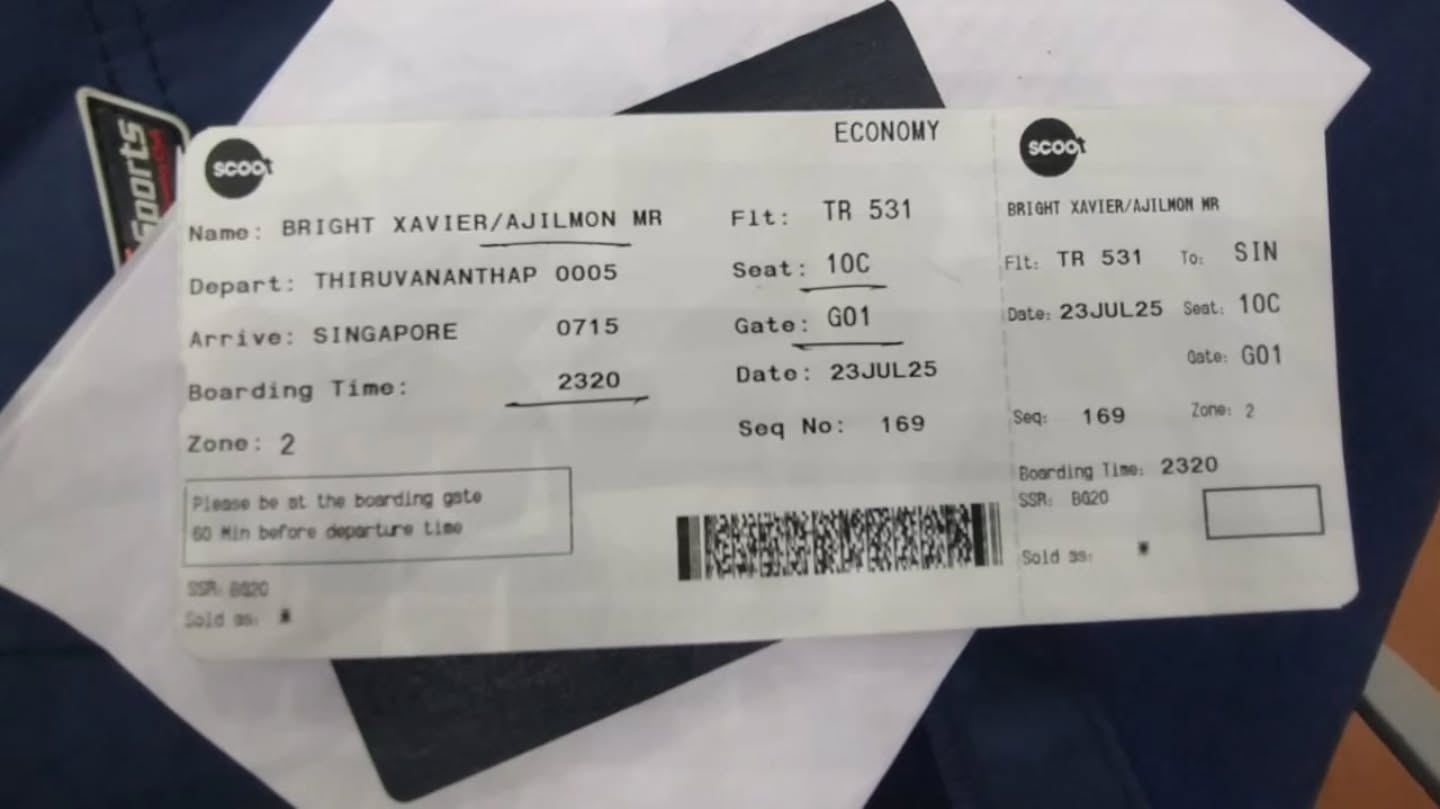 Sports
scoot
ECONOMY
Name: BRIGHT XAVIER/AJILMON MR
Flt: TR 531
Depart: THIRUVANANTHAP 0005
Seat: 10C
Arrive: SINGAPORE 0715
Gate: G01
Boarding Time: 2320
Date: 23JUL25
Zone: 2
Seq No: 169
Please be at the boarding gate
60 Min before departure time
SSR: BG20
Sold as: *
scoot
BRIGHT XAVIER/AJILMON MR
Flt: TR 531 To: SIN
Date: 23JUL25 Seat: 10C
Gate: G01
Seq: 169 Zone: 2
Boarding Time: 2320
SSR: BG20
Sold as: *